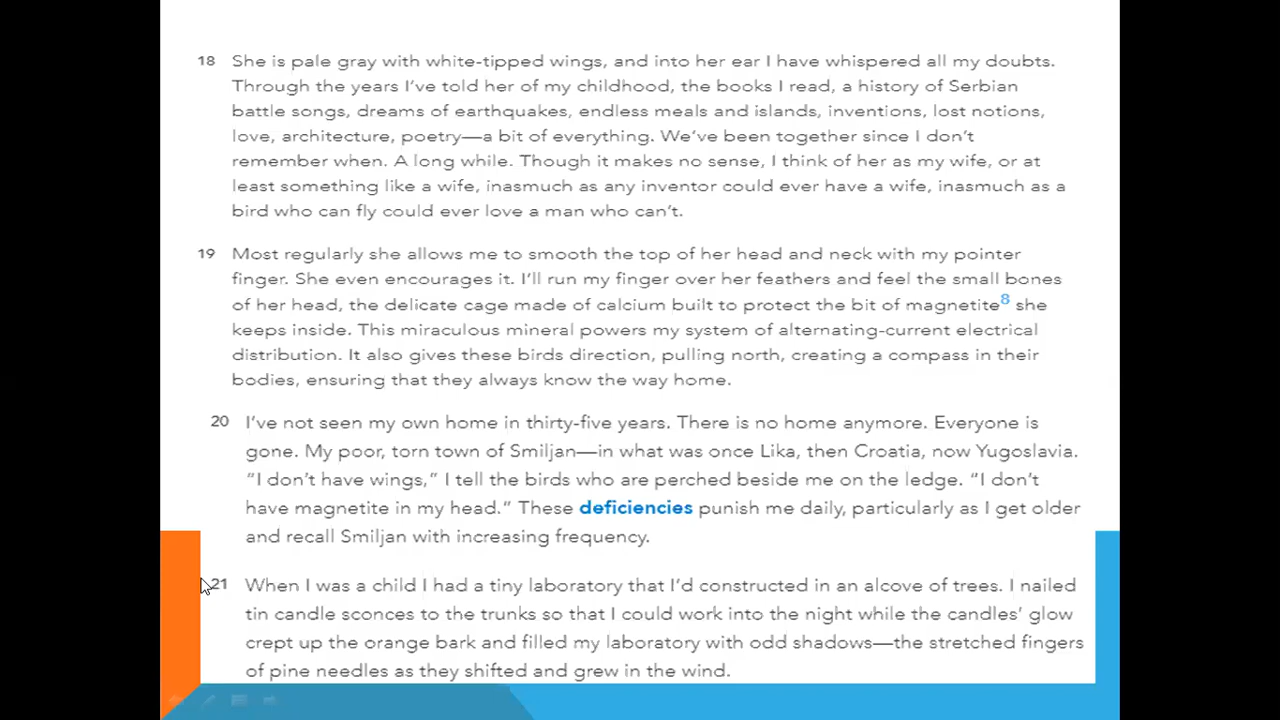 18 She is pale gray with white-tipped wings, and into her ear I have whispered all my doubts.
Through the years I've told her of my childhood, the books I read, a history of Serbian
battle songs, dreams of earthquakes, endless meals and islands, inventions, lost notions,
love, architecture, poetry—a bit of everything. We've been together since I don't
remember when. A long while. Though it makes no sense, I think of her as my wife, or at
least something like a wife, inasmuch as any inventor could ever have a wife, inasmuch as a
bird who can fly could ever love a man who can't.
19 Most regularly she allows me to smooth the top of her head and neck with my pointer
finger. She even encourages it. I'll run my finger over her feathers and feel the small bones
of her head, the delicate cage made of calcium built to protect the bit of magnetite8 she
keeps inside. This miraculous mineral powers my system of alternating-current electrical
distribution. It also gives these birds direction, pulling north, creating a compass in their
bodies, ensuring that they always know the way home.
20 I've not seen my own home in thirty-five years. There is no home anymore. Everyone is
gone. My poor, torn town of Smiljan—in what was once Lika, then Croatia, now Yugoslavia.
"I don't have wings," I tell the birds who are perched beside me on the ledge. "I don't
have magnetite in my head." These deficiencies punish me daily, particularly as I get older
and recall Smiljan with increasing frequency.
21 When I was a child I had a tiny laboratory that I'd constructed in an alcove of trees. I nailed
tin candle sconces to the trunks so that I could work into the night while the candles' glow
crept up the orange bark and filled my laboratory with odd shadows—the stretched fingers
of pine needles as they shifted and grew in the wind.